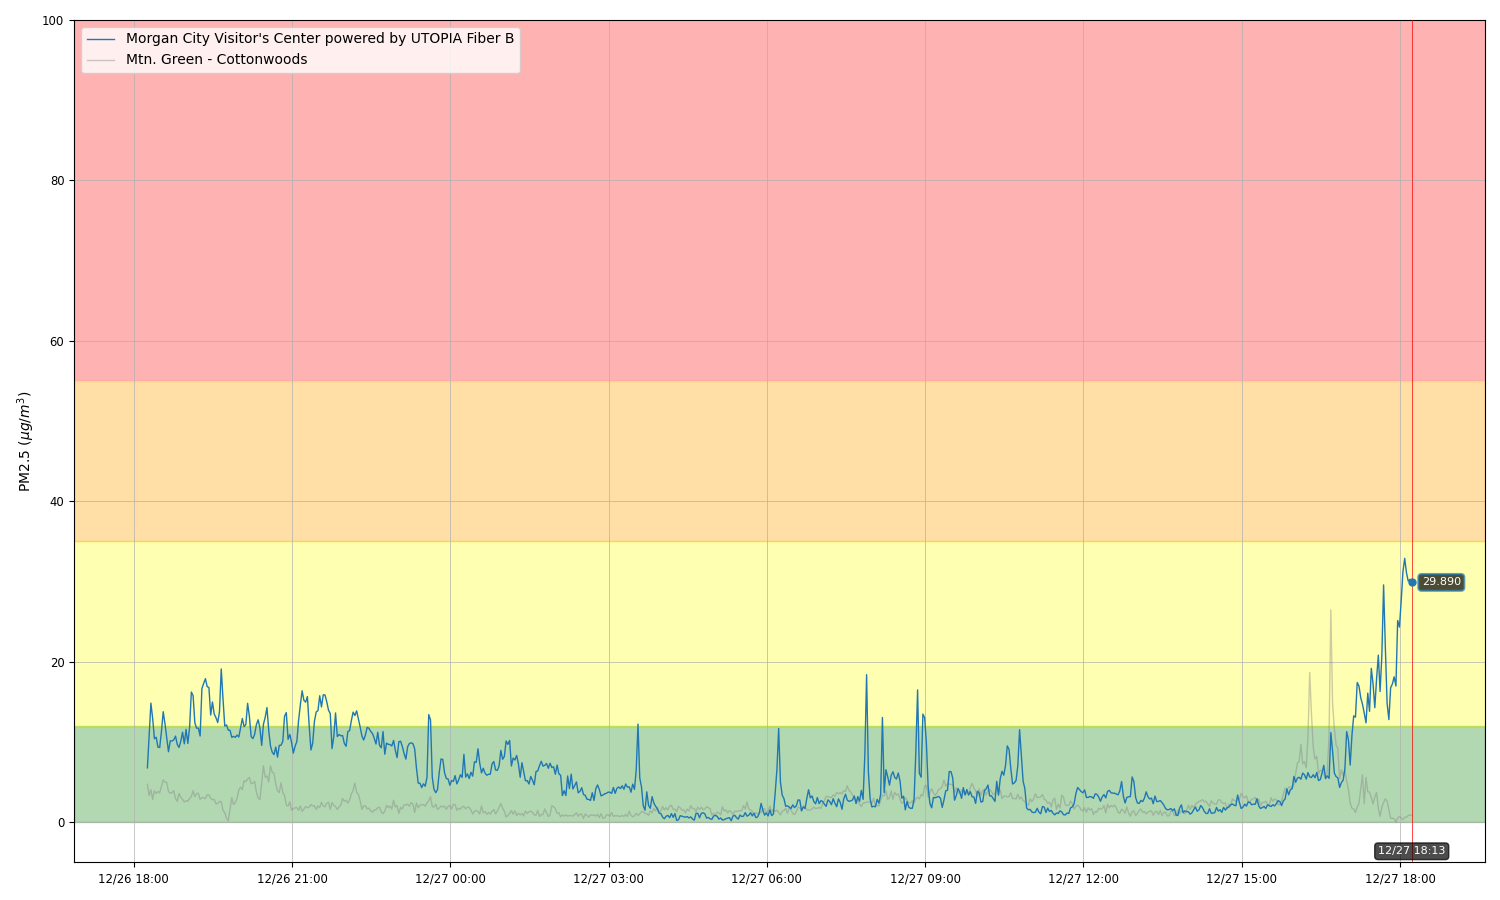 100
Morgan City Visitor's Center powered by UTOPIA Fiber B
Mtn. Green - Cottonwoods
80
60
PM2.5 (μg/m³)
40
29.890
20
0
12/27 18:13
12/26 18:00 12/26 21:00 12/27 00:00 12/27 03:00 12/27 06:00 12/27 09:00 12/27 12:00 12/27 15:00 12/27 18:00